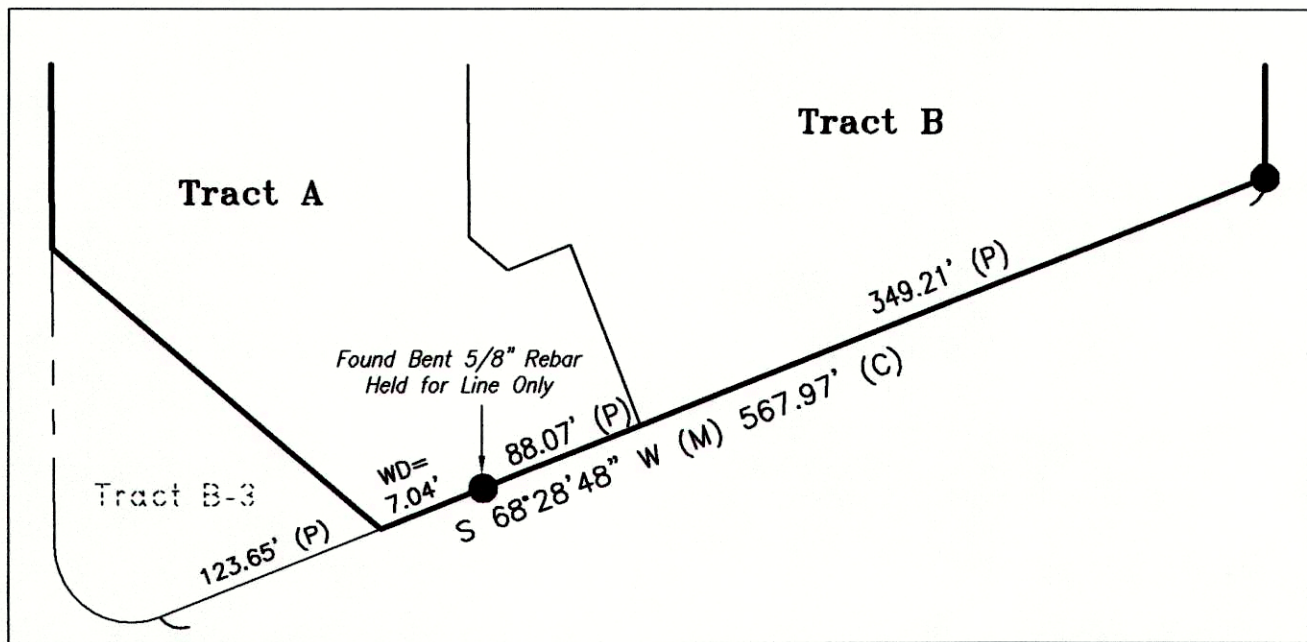 Tract B
Tract A
349.21' (P)
Found Bent 5/8" Rebar
Held for Line Only
88.07' (P)
S 68°28'48" W (M) 567.97' (C)
WD=
7.04'
Tract B-3
123.65' (P)